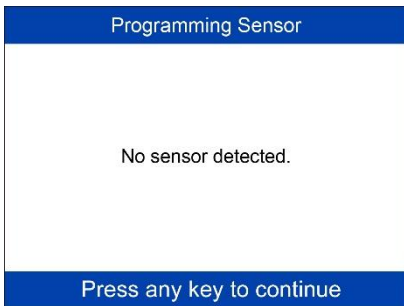 Programming Sensor
No sensor detected.
Press any key to continue